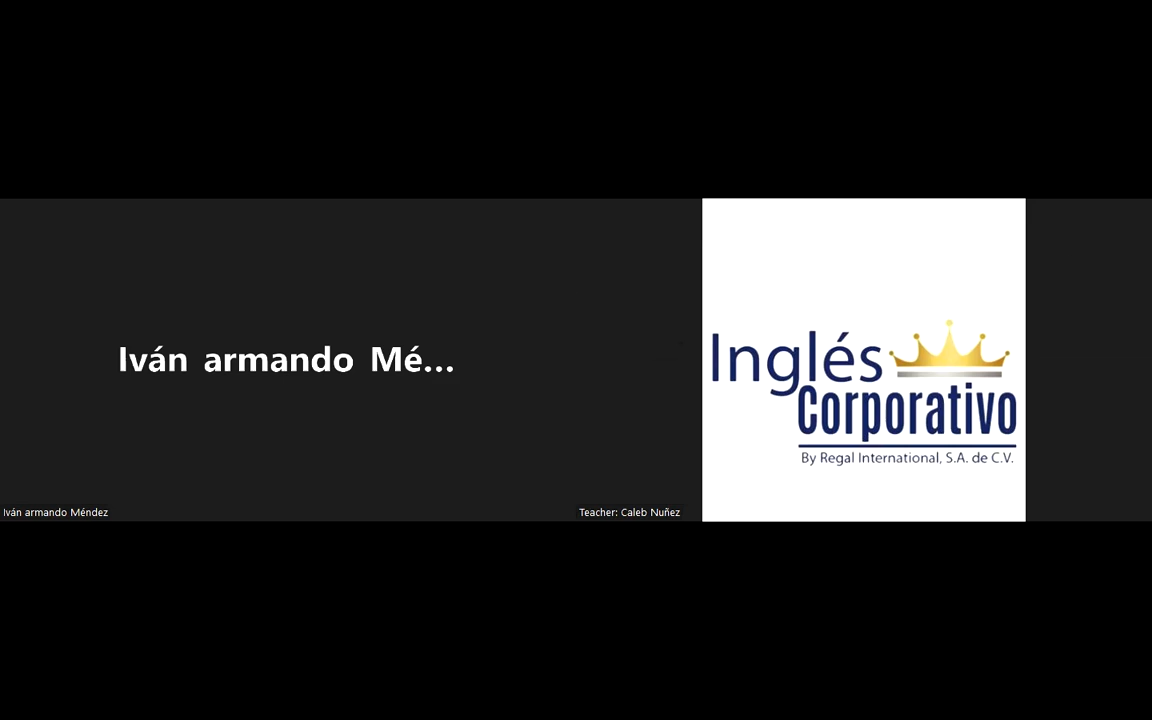 Iván armando Mé...
Inglés
Corporativo
By Regal International, S.A. de C.V.
Iván armando Méndez
Teacher: Caleb Nuñez